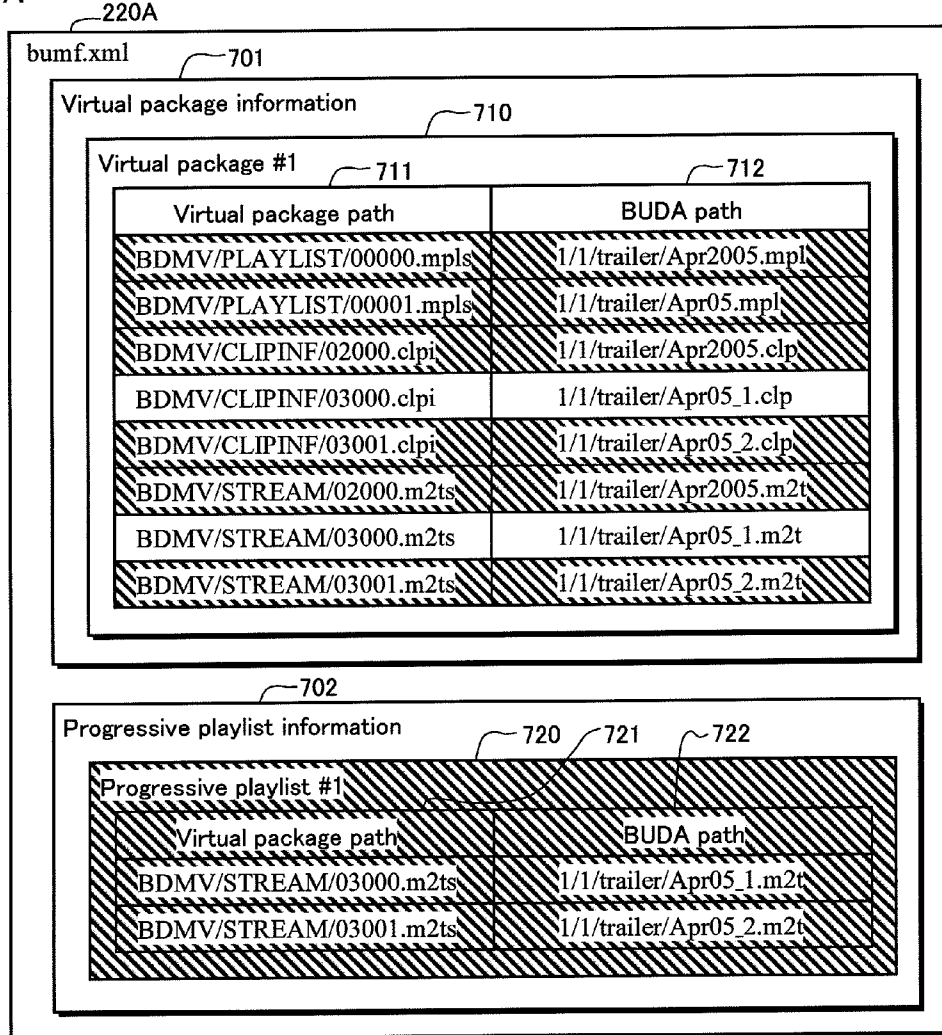 220A
bumf.xml
701
Virtual package information
710
Virtual package #1
711
712
Virtual package path BUDA path
BDMV/PLAYLIST/00000.mpls 1/1/trailer/Apr2005.mpl
BDMV/PLAYLIST/00001.mpls 1/1/trailer/Apr05.mpl
BDMV/CLIPINF/02000.clpi 1/1/trailer/Apr2005.clp
BDMV/CLIPINF/03000.clpi 1/1/trailer/Apr05_1.clp
BDMV/CLIPINF/03001.clpi 1/1/trailer/Apr05_2.clp
BDMV/STREAM/02000.m2ts 1/1/trailer/Apr2005.m2t
BDMV/STREAM/03000.m2ts 1/1/trailer/Apr05_1.m2t
BDMV/STREAM/03001.m2ts 1/1/trailer/Apr05_2.m2t
702
Progressive playlist information
720
721
722
Progressive playlist #1
Virtual package path BUDA path
BDMV/STREAM/03000.m2ts 1/1/trailer/Apr05_1.m2t
BDMV/STREAM/03001.m2ts 1/1/trailer/Apr05_2.m2t